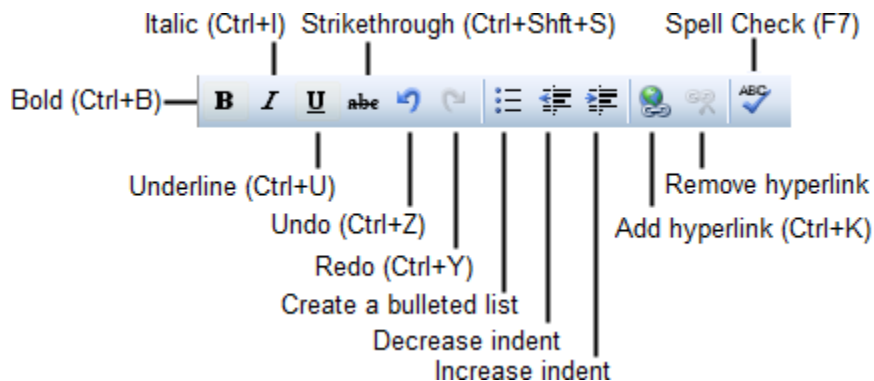 Italic (Ctrl+I) Strikethrough (Ctrl+Shft+S) Spell Check (F7)
Bold (Ctrl+B) B I U abc ABC
Underline (Ctrl+U) Remove hyperlink
Undo (Ctrl+Z) Add hyperlink (Ctrl+K)
Redo (Ctrl+Y)
Create a bulleted list
Decrease indent
Increase indent